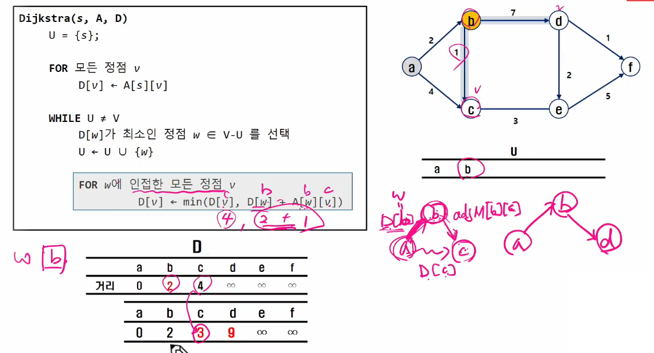 Dijkstra(s, A, D)
U = {s};
FOR 모든 정점 v
D[v] ← A[s][v]
WHILE U ≠ V
D[w]가 최소인 정점 w ∈ V-U 를 선택
U ← U ∪ {w}
b b c
FOR w에 인접한 모든 정점 v
D[v] ← min(D[v], D[w] + A[w][v])
4, 2 + 1
w b
D
a b c d e f
거리 0 2 4 ∞ ∞ ∞
a b c d e f
0 2 3 9 ∞ ∞
b 7 d
2 1 1
a f
4 2 5
c 3 e
U
a b
w
D[b] b adjM[b][c]
a c
D[c]
b
a d